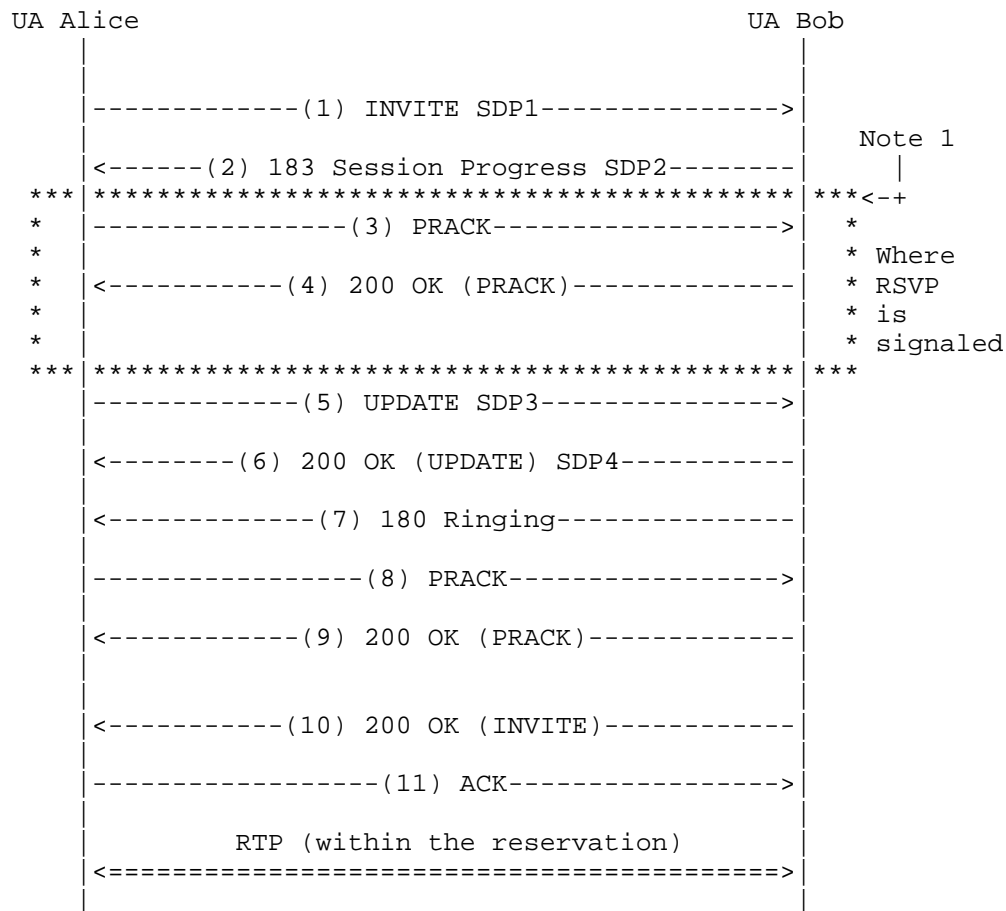 UA Alice                                      UA Bob
    |                                            |
    |                                            |
    |-------------(1) INVITE SDP1--------------->|
    |                                            |   Note 1
    |<------(2) 183 Session Progress SDP2--------|     |
 ***|********************************************|***<-+
 *  |----------------(3) PRACK------------------>|  *
 *  |                                            |  * Where
 *  |<-----------(4) 200 OK (PRACK)--------------|  * RSVP
 *  |                                            |  * is
 *  |                                            |  * signaled
 ***|********************************************|***
    |-------------(5) UPDATE SDP3--------------->|
    |                                            |
    |<--------(6) 200 OK (UPDATE) SDP4-----------|
    |                                            |
    |<-------------(7) 180 Ringing---------------|
    |                                            |
    |-----------------(8) PRACK----------------->|
    |                                            |
    |<------------(9) 200 OK (PRACK)-------------|
    |                                            |
    |                                            |
    |<-----------(10) 200 OK (INVITE)------------|
    |                                            |
    |------------------(11) ACK----------------->|
    |                                            |
    |         RTP (within the reservation)       |
    |<==========================================>|
    |                                            |